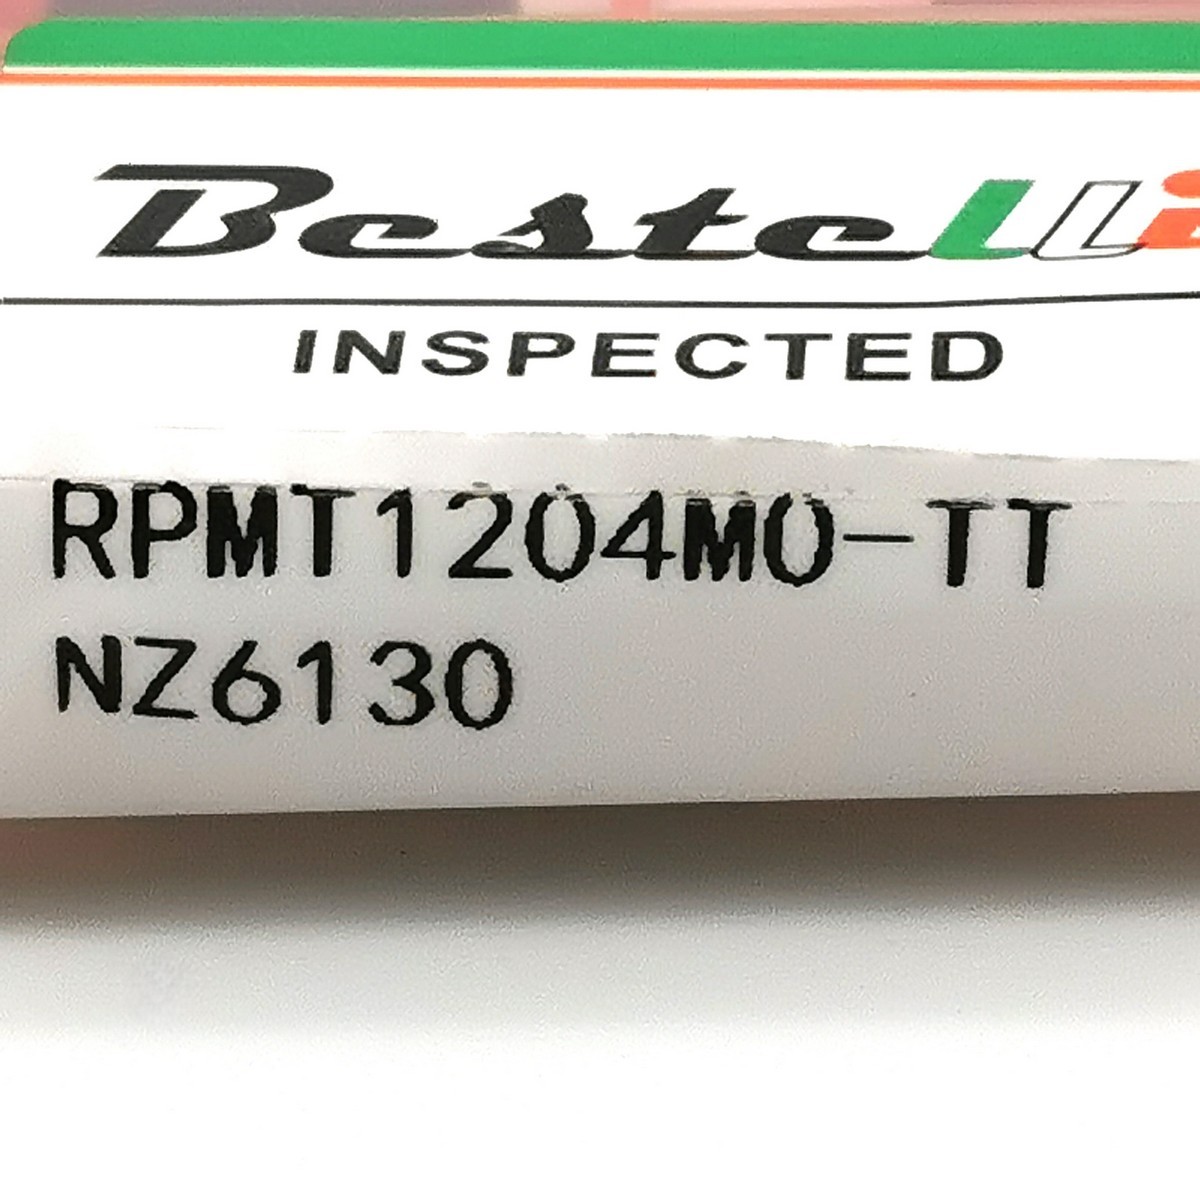 Bestelli
INSPECTED
RPMT1204MO-TT
NZ6130